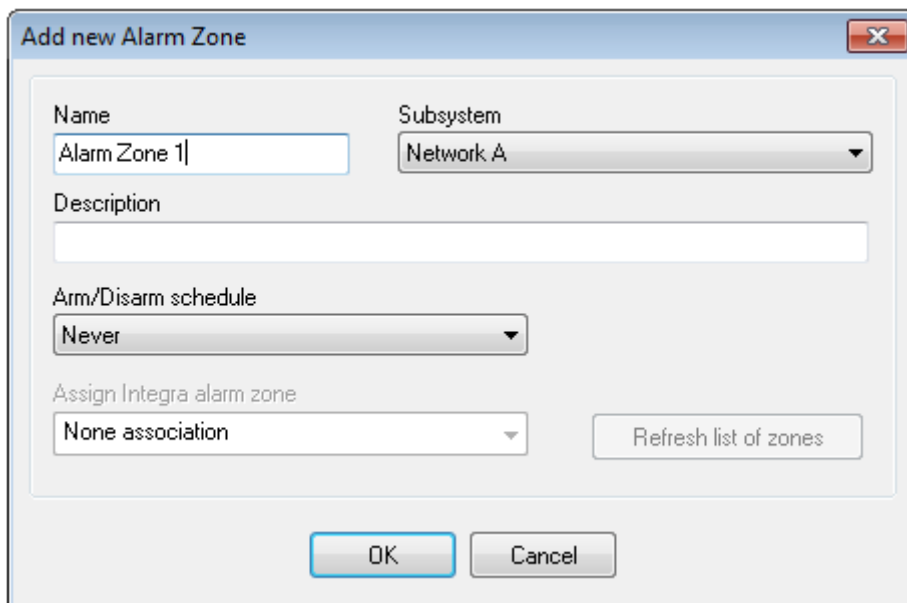 Add new Alarm Zone
Name
Subsystem
Alarm Zone 1
Network A
Description
Arm/Disarm schedule
Never
Assign Integra alarm zone
None association
Refresh list of zones
OK
Cancel